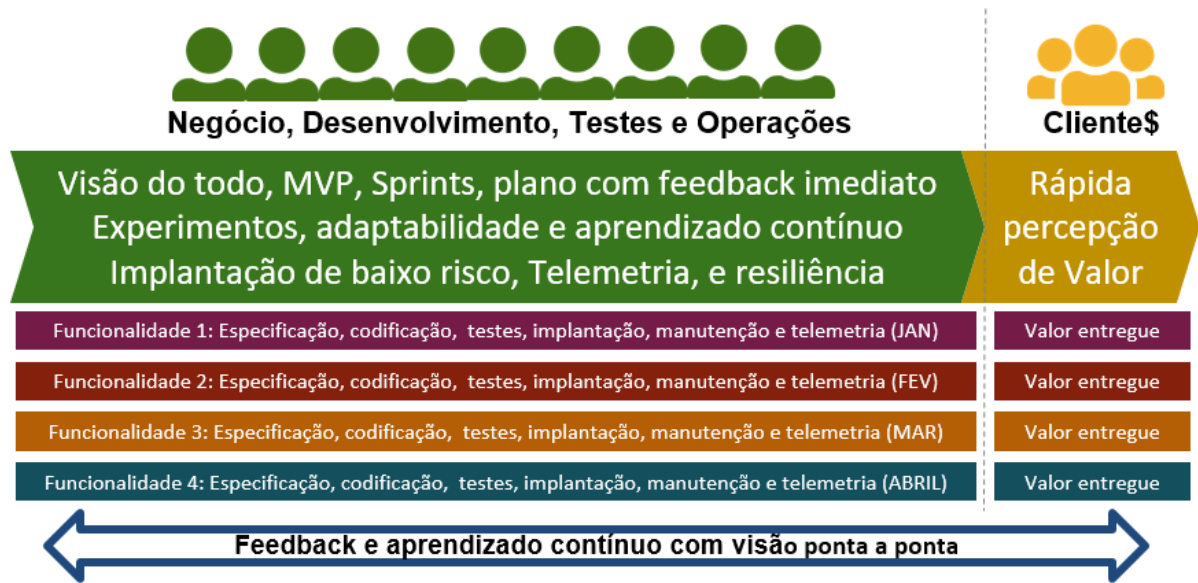 Negócio, Desenvolvimento, Testes e Operações
Cliente$
Visão do todo, MVP, Sprints, plano com feedback imediato
Experimentos, adaptabilidade e aprendizado contínuo
Implantação de baixo risco, Telemetria, e resiliência
Rápida
percepção
de Valor
Funcionalidade 1: Especificação, codificação, testes, implantação, manutenção e telemetria (JAN)
Valor entregue
Funcionalidade 2: Especificação, codificação, testes, implantação, manutenção e telemetria (FEV)
Valor entregue
Funcionalidade 3: Especificação, codificação, testes, implantação, manutenção e telemetria (MAR)
Valor entregue
Funcionalidade 4: Especificação, codificação, testes, implantação, manutenção e telemetria (ABRIL)
Valor entregue
Feedback e aprendizado contínuo com visão ponta a ponta